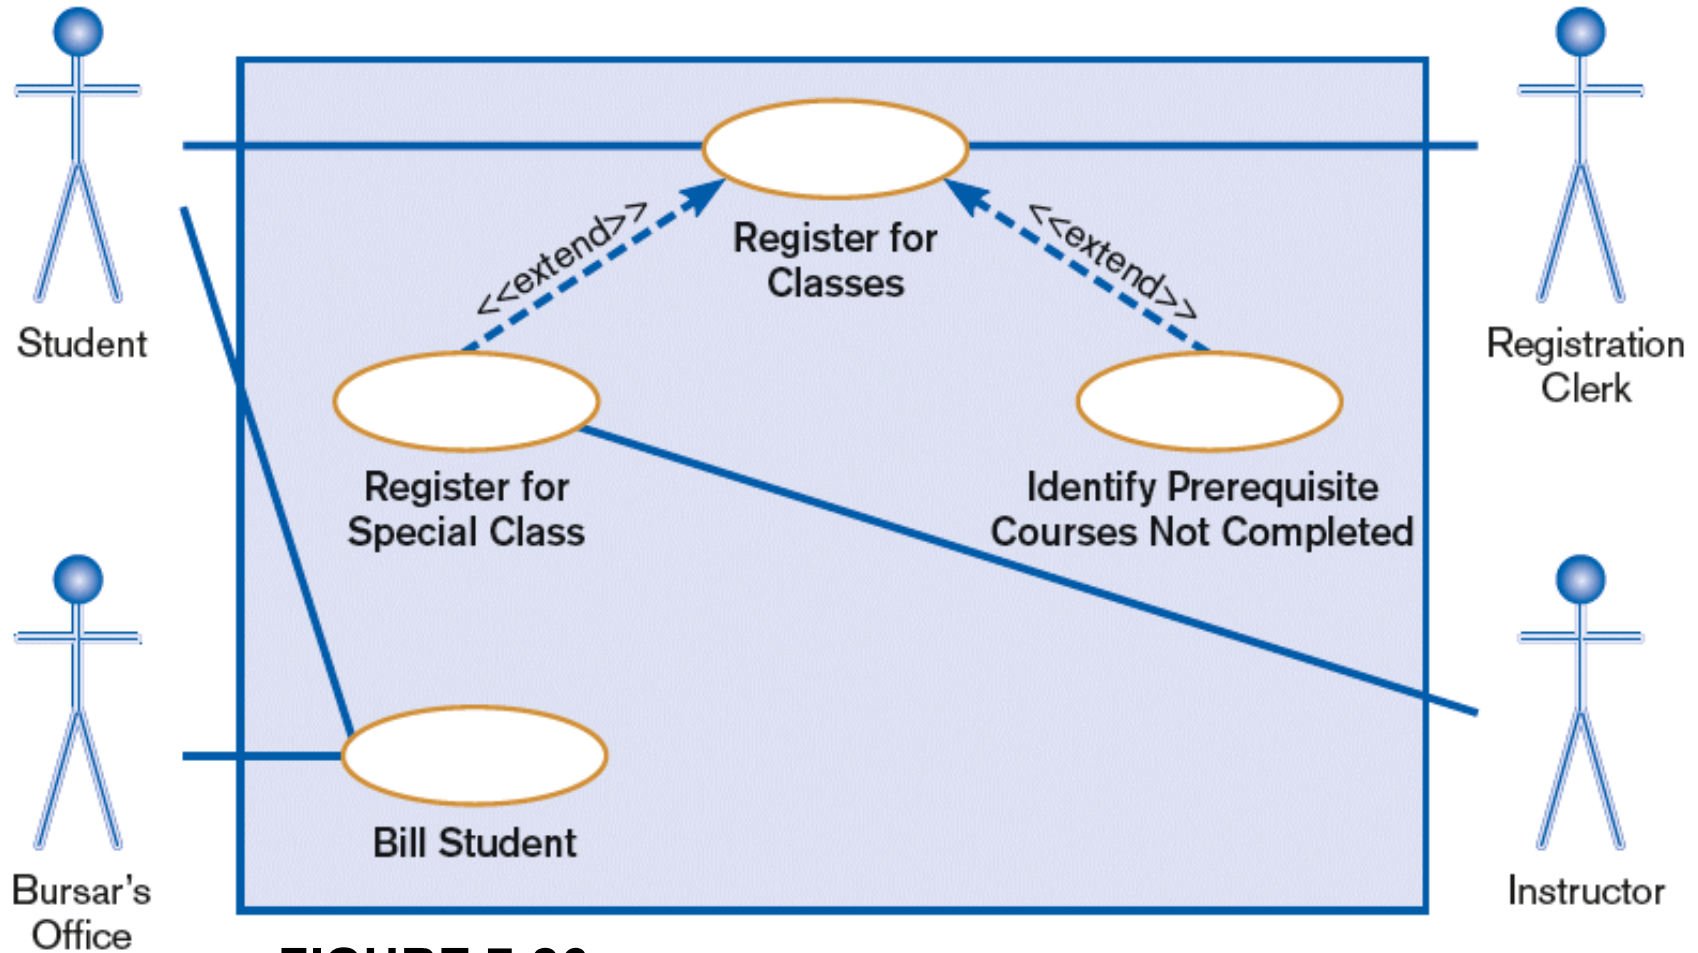 <<extend>>
<<extend>>
Register for
Classes
Student
Registration
Clerk
Register for
Special Class
Identify Prerequisite
Courses Not Completed
Bill Student
Bursar’s
Office
Instructor
FIGURE